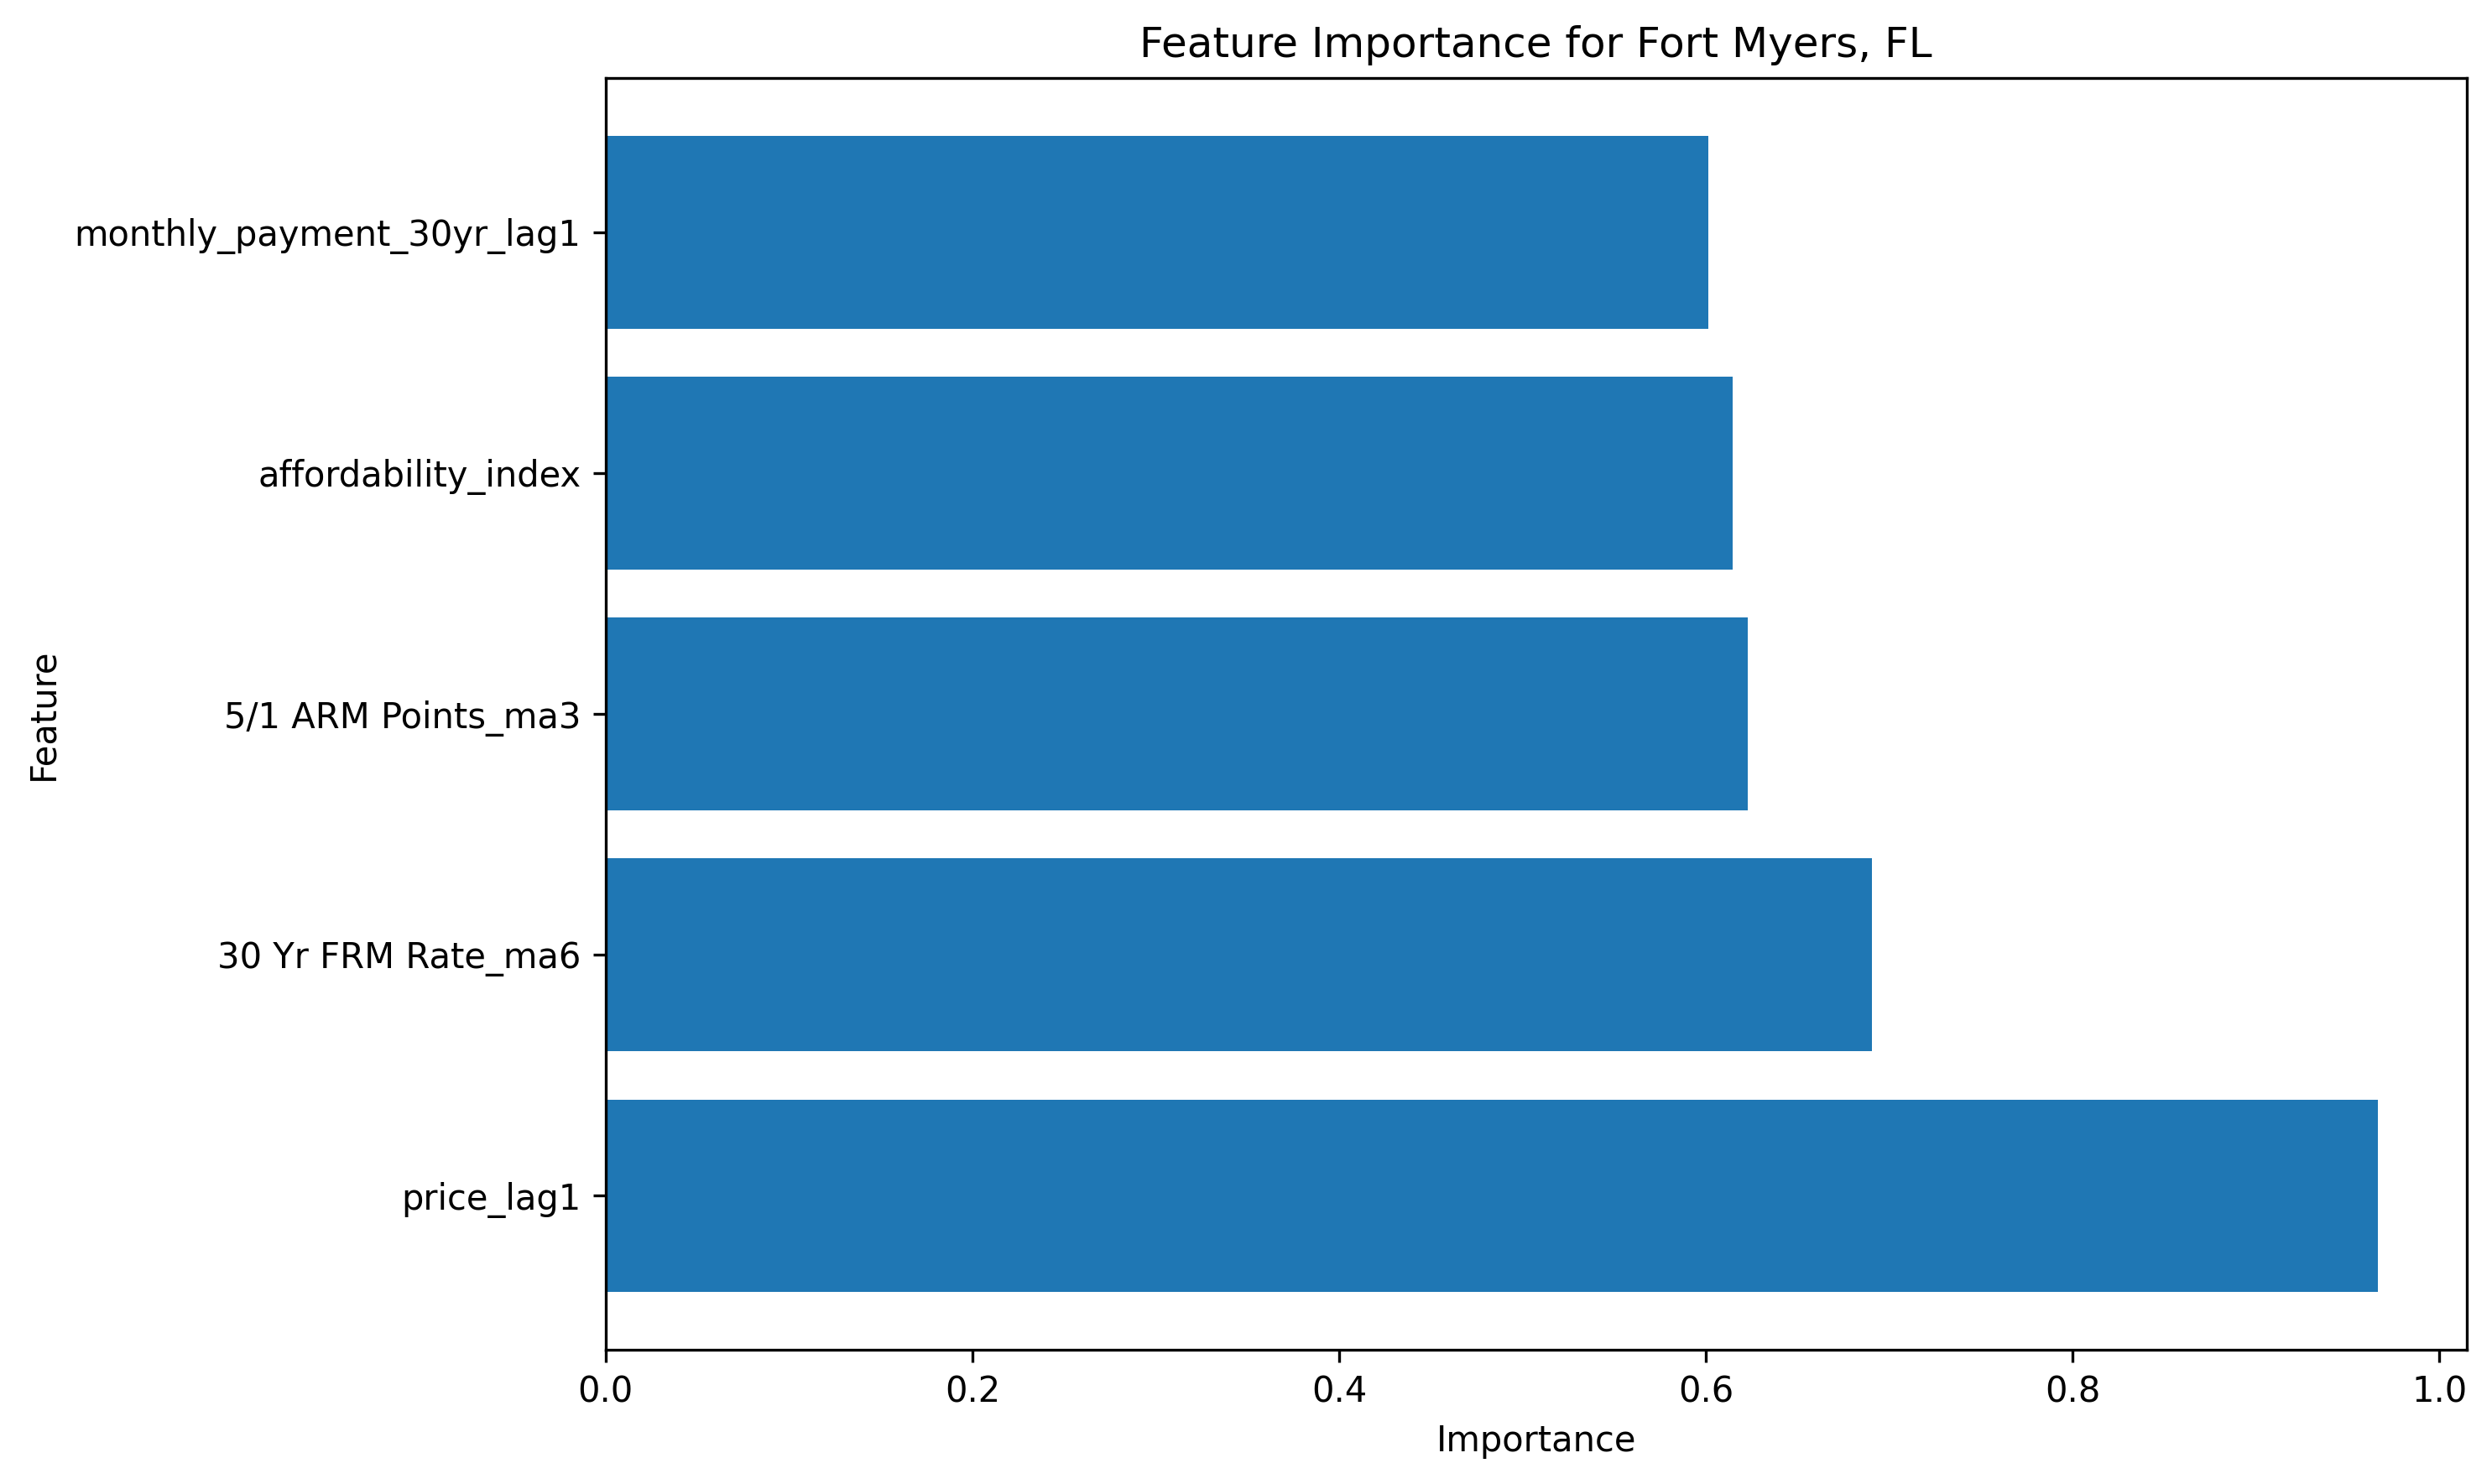 Feature Importance for Fort Myers, FL
monthly_payment_30yr_lag1
affordability_index
5/1 ARM Points_ma3
30 Yr FRM Rate_ma6
price_lag1
Feature
0.0 0.2 0.4 0.6 0.8 1.0
Importance